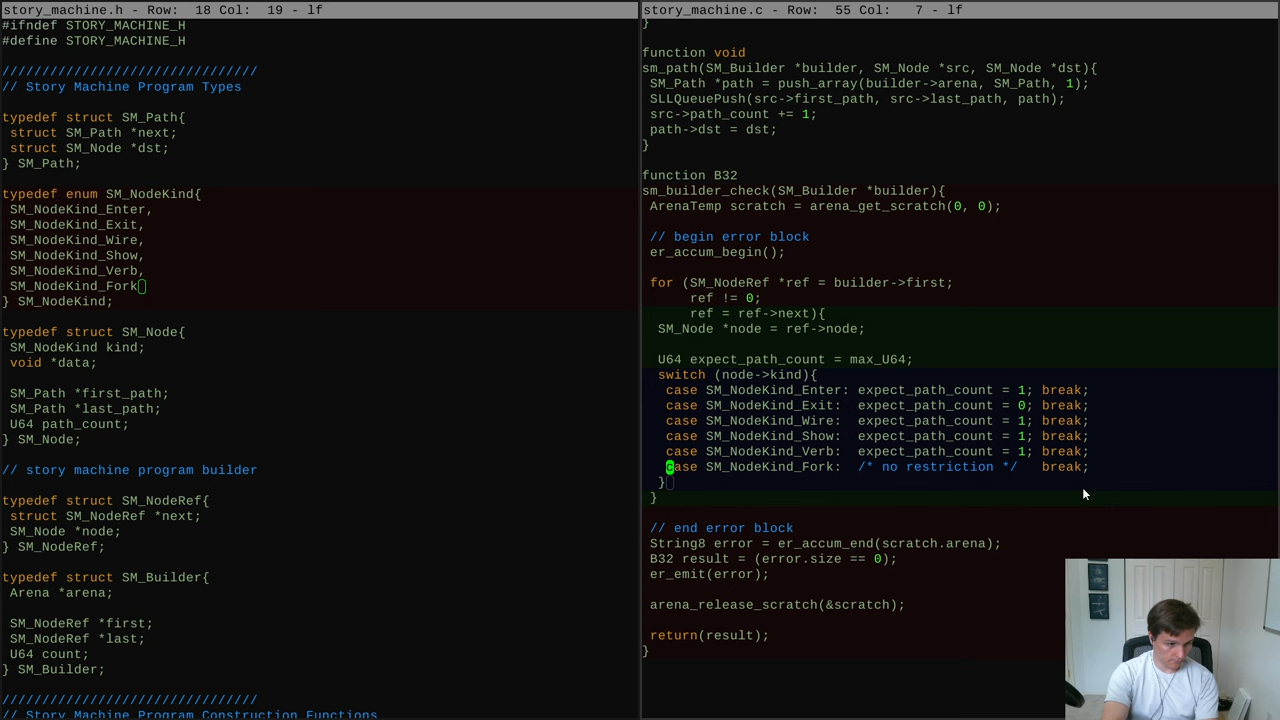 story_machine.h - Row:  18 Col:  19 - lf
#ifndef STORY_MACHINE_H
#define STORY_MACHINE_H
////////////////////////////////
// Story Machine Program Types
typedef struct SM_Path{
 struct SM_Path *next;
 struct SM_Node *dst;
} SM_Path;
typedef enum SM_NodeKind{
 SM_NodeKind_Enter,
 SM_NodeKind_Exit,
 SM_NodeKind_Wire,
 SM_NodeKind_Show,
 SM_NodeKind_Verb,
 SM_NodeKind_Fork
} SM_NodeKind;
typedef struct SM_Node{
 SM_NodeKind kind;
 void *data;
 SM_Path *first_path;
 SM_Path *last_path;
 U64 path_count;
} SM_Node;
// story machine program builder
typedef struct SM_NodeRef{
 struct SM_NodeRef *next;
 SM_Node *node;
} SM_NodeRef;
typedef struct SM_Builder{
 Arena *arena;
 SM_NodeRef *first;
 SM_NodeRef *last;
 U64 count;
} SM_Builder;
////////////////////////////////
// Story Machine Program Construction Functions
story_machine.c - Row:  55 Col:   7 - lf
}
function void
sm_path(SM_Builder *builder, SM_Node *src, SM_Node *dst){
 SM_Path *path = push_array(builder->arena, SM_Path, 1);
 SLLQueuePush(src->first_path, src->last_path, path);
 src->path_count += 1;
 path->dst = dst;
}
function B32
sm_builder_check(SM_Builder *builder){
 ArenaTemp scratch = arena_get_scratch(0, 0);
 // begin error block
 er_accum_begin();
 for (SM_NodeRef *ref = builder->first;
      ref != 0;
      ref = ref->next){
  SM_Node *node = ref->node;
  U64 expect_path_count = max_U64;
  switch (node->kind){
   case SM_NodeKind_Enter: expect_path_count = 1; break;
   case SM_NodeKind_Exit:  expect_path_count = 0; break;
   case SM_NodeKind_Wire:  expect_path_count = 1; break;
   case SM_NodeKind_Show:  expect_path_count = 1; break;
   case SM_NodeKind_Verb:  expect_path_count = 1; break;
   case SM_NodeKind_Fork:  /* no restriction */   break;
  }
 }
 // end error block
 String8 error = er_accum_end(scratch.arena);
 B32 result = (error.size == 0);
 er_emit(error);
 arena_release_scratch(&scratch);
 return(result);
}